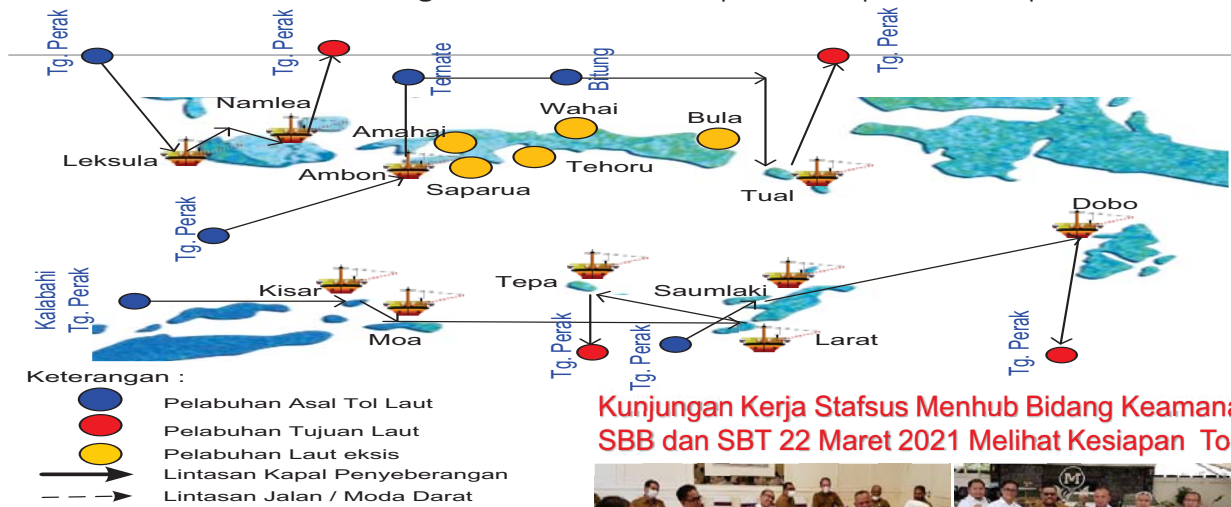 Tg. Perak
Tg. Perak
Ternate
Bitung
Tg. Perak
Namlea
Wahai
Amahai
Bula
Leksula
Ambon
Tehoru
Saparua
Tual
Tg. Perak
Dobo
Kalabahi
Tg. Perak
Kisar
Tepa
Saumlaki
Moa
Larat
Tg. Perak
Tg. Perak
Tg. Perak
Keterangan :
Pelabuhan Asal Tol Laut
Pelabuhan Tujuan Laut
Pelabuhan Laut eksis
Lintasan Kapal Penyeberangan
Lintasan Jalan / Moda Darat
Kunjungan Kerja Stafsus Menhub Bidang
SBB dan SBT 22 Maret 2021 Melihat Kesiapan
M